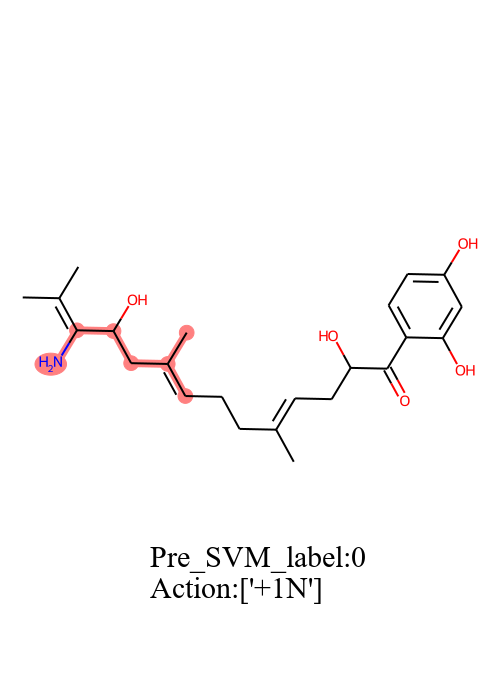 OH
OH
HO
H2N
OH
O
Pre_SVM_label:0
Action:['+1N']